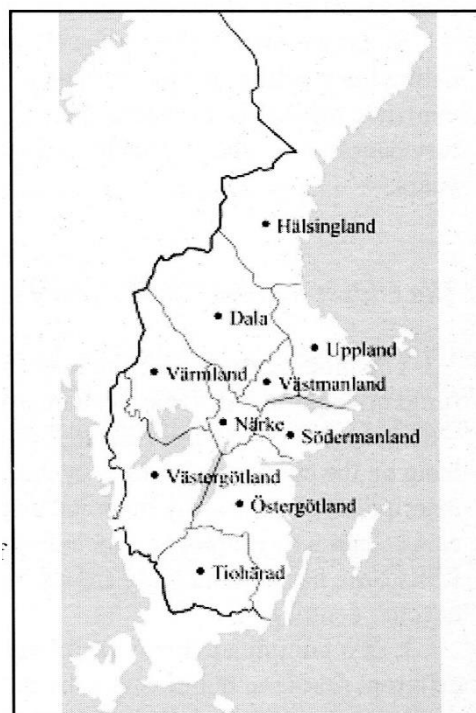 Hälsingland
Dala
Uppland
Värmland
Västmanland
Närke
Södermanland
Västergötland
Östergötland
Tiohärad